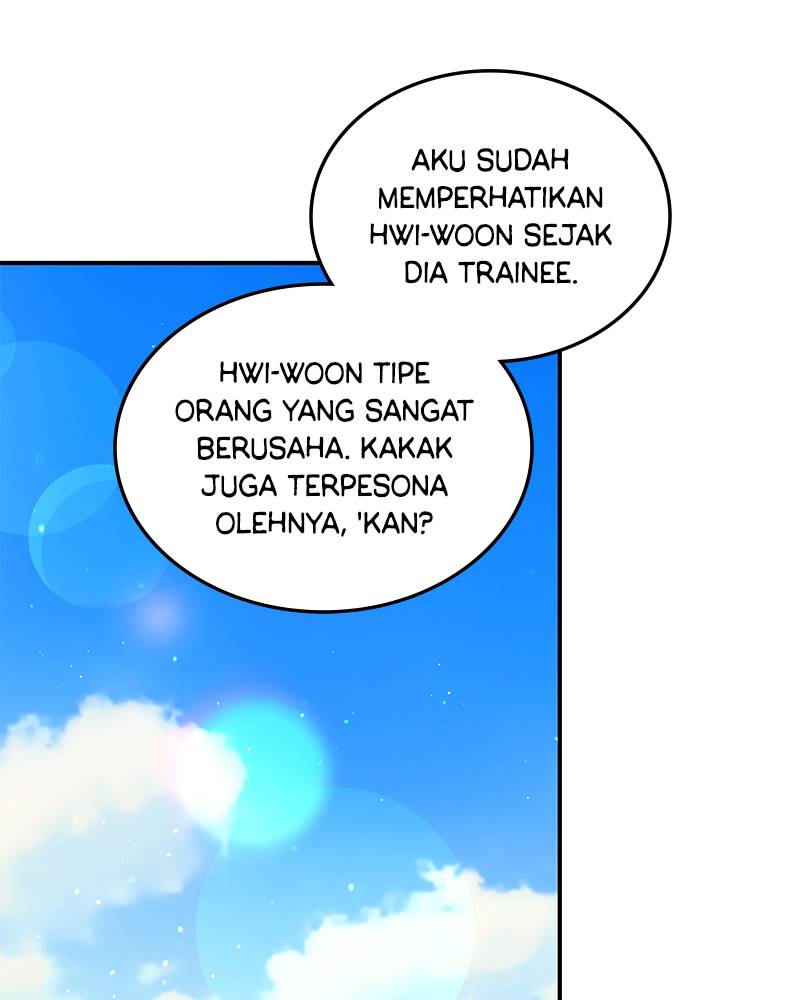 AKU SUDAH
MEMPERHATIKAN
HWI-WOON SEJAK
DIA TRAINEE.
HWI-WOON TIPE
ORANG YANG SANGAT
BERUSAHA. KAKAK
JUGA TERPESONA
OLEHNYA, 'KAN?